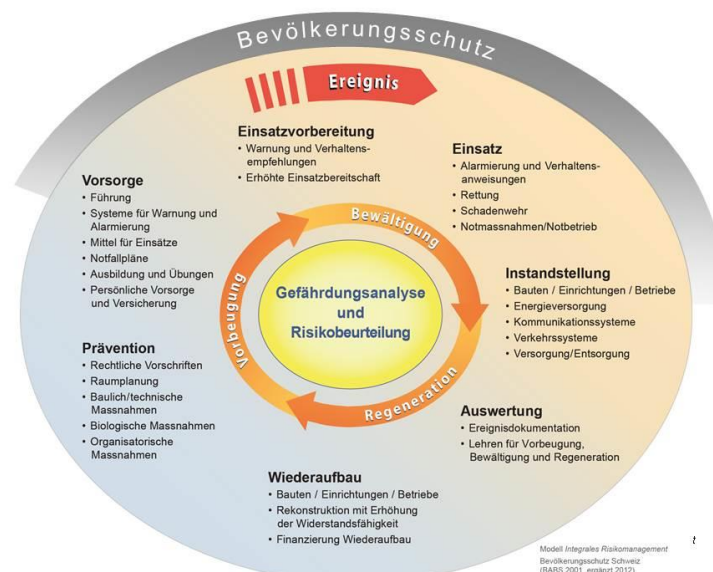 Bevölkerungsschutz
Ereignis
Einsatzvorbereitung
• Warnung und Verhaltens-
empfehlungen
• Erhöhte Einsatzbereitschaft
Einsatz
• Alarmierung und Verhaltens-
anweisungen
• Rettung
• Schadenwehr
• Notmassnahmen/Notbetrieb
Vorsorge
• Führung
• Systeme für Warnung und
Alarmierung
• Mittel für Einsätze
• Notfallpläne
• Ausbildung und Übungen
• Persönliche Vorsorge
und Versicherung
Bewältigung
Vorbeugung
Regeneration
Gefährdungsanalyse
und
Risikobeurteilung
Instandstellung
• Bauten / Einrichtungen / Betriebe
• Energieversorgung
• Kommunikationssysteme
• Verkehrssysteme
• Versorgung/Entsorgung
Prävention
• Rechtliche Vorschriften
• Raumplanung
• Baulich/technische
Massnahmen
• Biologische Massnahmen
• Organisatorische
Massnahmen
Auswertung
• Ereignisdokumentation
• Lehren für Vorbeugung,
Bewältigung und Regeneration
Wiederaufbau
• Bauten / Einrichtungen / Betriebe
• Rekonstruktion mit Erhöhung
der Widerstandsfähigkeit
• Finanzierung Wiederaufbau
t
Modell Integrales Risikomanagement
Bevölkerungsschutz Schweiz
(BABS 2001, ergänzt 2012)